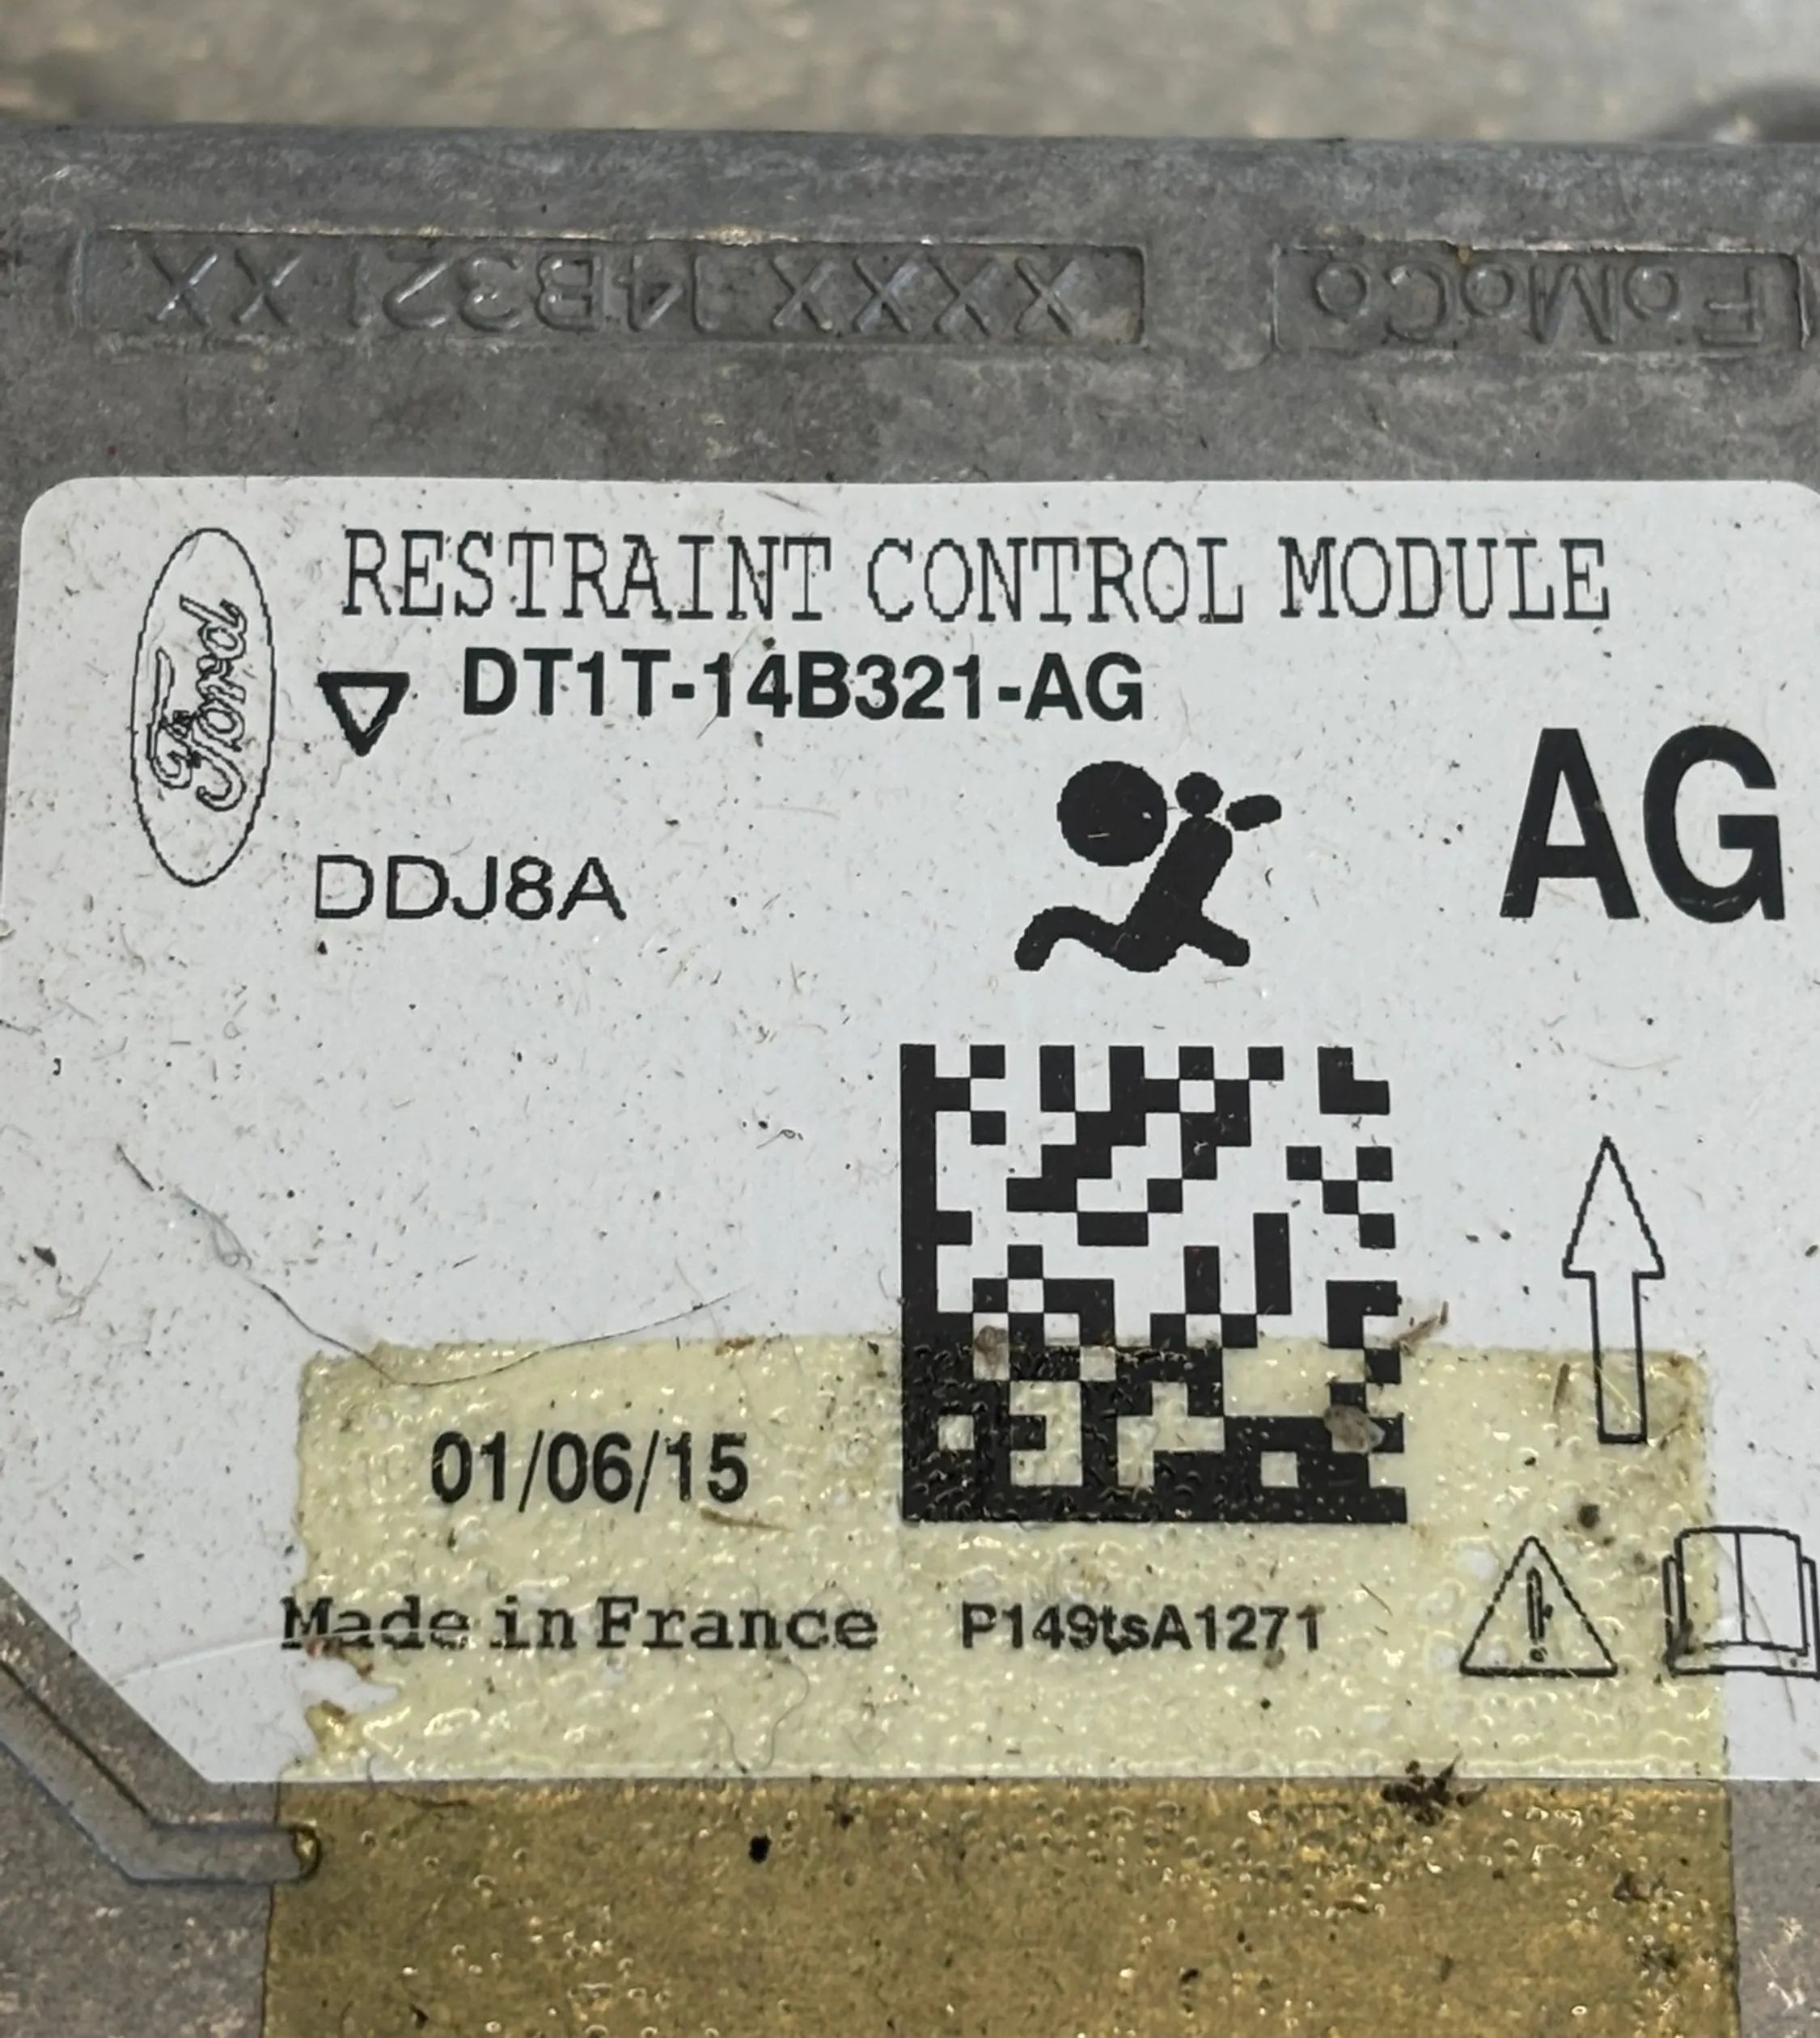 FoMoCo XXXX 14B321 XX
RESTRAINT CONTROL MODULE
Ford
DT1T-14B321-AG
AG
DDJ8A
01/06/15
Made in France P149tsA1271